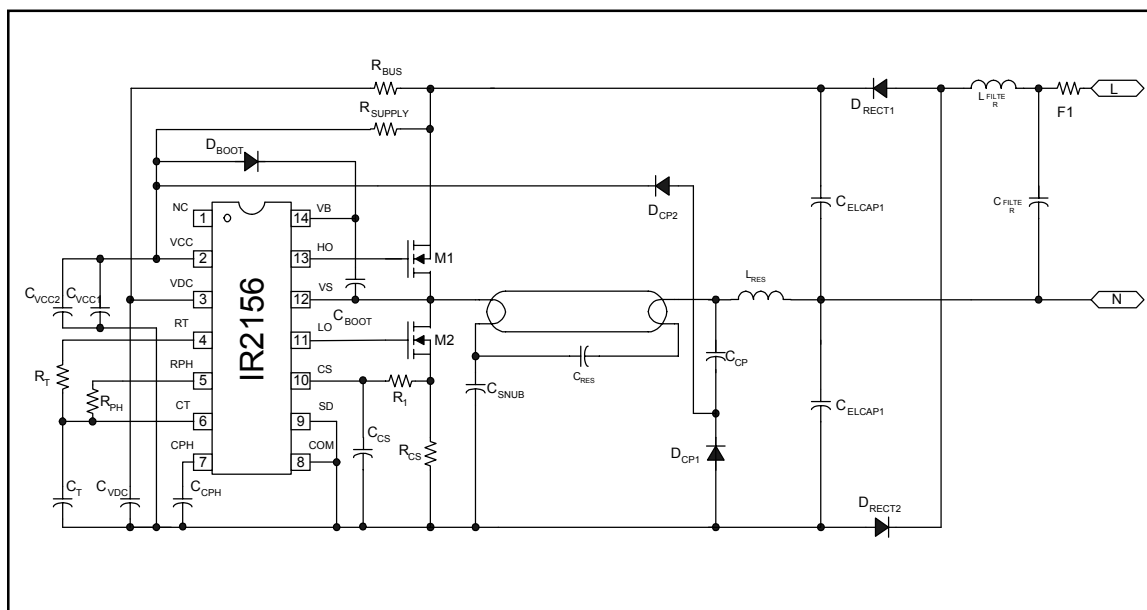 RBUS
RSUPPLY
DBOOT
DRECT1
LFILTE
R
F1
L
DCP2
CELCAP1
CFILTE
R
NC 1
14 VB
VCC 2
13 HO
M1
CVCC2
CVCC1
VDC 3
12 VS
CBOOT
LRES
N
RT 4
11 LO
M2
IR2156
RT
RPH
RPH 5
10 CS
R1
CRES
CSNUB
CCP
CT 6
9 SD
CCS
RCS
CELCAP1
CPH 7
8 COM
DCP1
CT
CVDC
CCPH
DRECT2